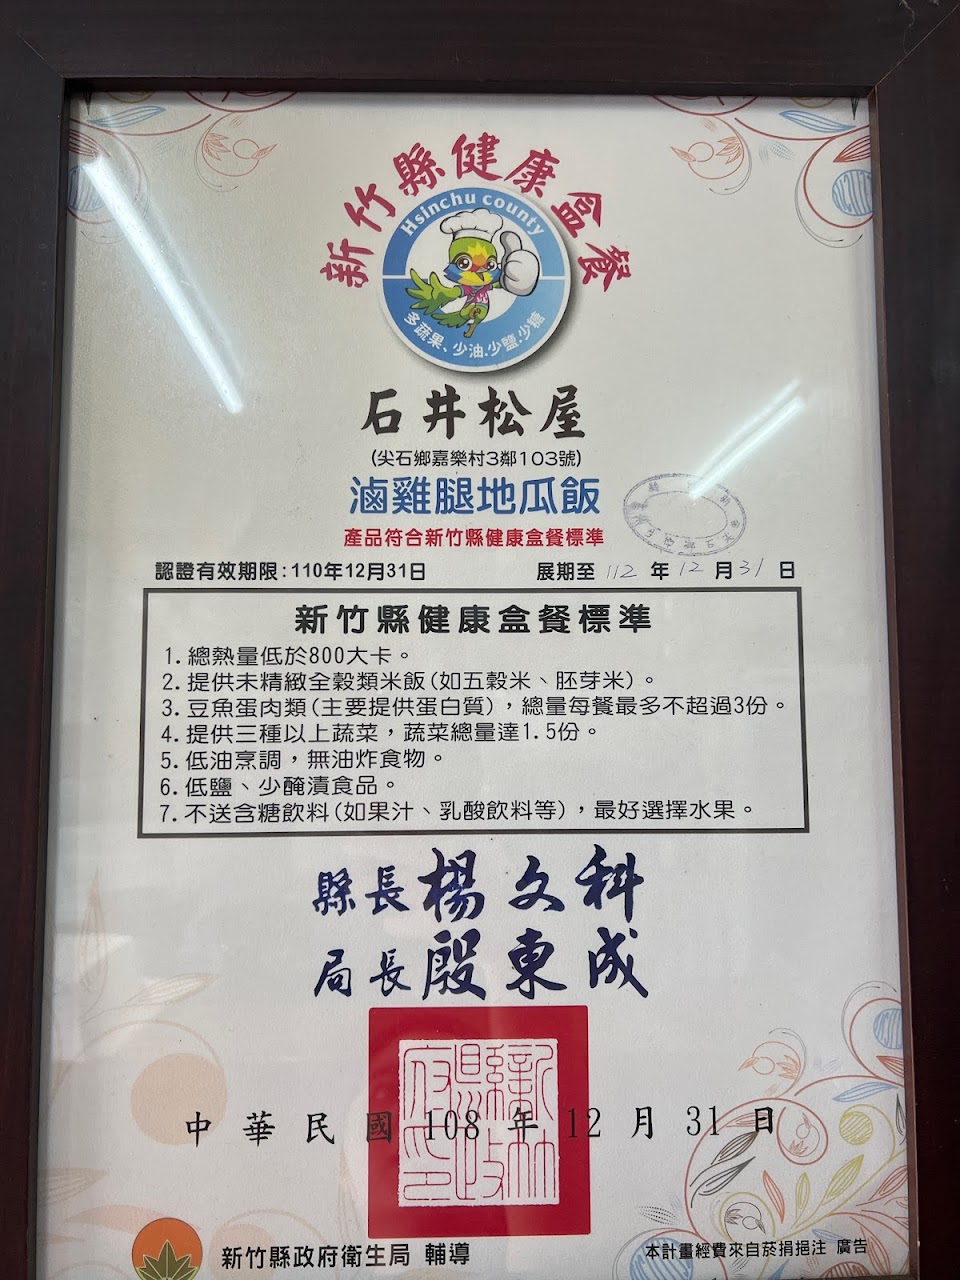 新竹縣健康盒餐
Hsinchu county
多蔬果、少油.少鹽.少糖
石井松屋
(尖石鄉嘉樂村3鄰103號)
滷雞腿地瓜飯
產品符合新竹縣健康盒餐標準
認證有效期限:110年12月31日 展期至 112 年 12 月 31 日
新竹縣健康盒餐標準
1.總熱量低於800大卡。
2.提供未精緻全穀類米飯(如五穀米、胚芽米)。
3.豆魚蛋肉類(主要提供蛋白質)，總量每餐最多不超過3份。
4.提供三種以上蔬菜，蔬菜總量達1.5份。
5.低油烹調，無油炸食物。
6.低鹽、少醃漬食品。
7.不送含糖飲料(如果汁、乳酸飲料等)，最好選擇水果。
縣長楊文科
局長殷東成
中華民國108年12月31日
新竹縣政府衛生局 輔導
本計畫經費來自菸捐挹注 廣告